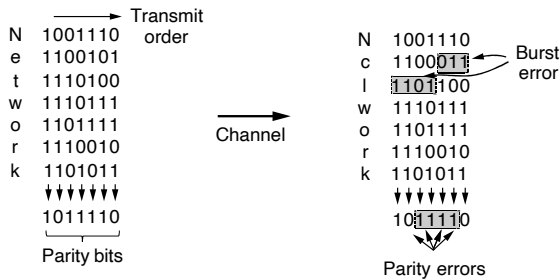 Transmit
order
N 1001110
e 1100101
t 1110100
w 1110111
o 1101111
r 1110010
k 1101011
1011110
Parity bits
Channel
N 1001110
c 1100011
l 1101100
w 1110111
o 1101111
r 1110010
k 1101011
1011110
Parity errors
Burst
error